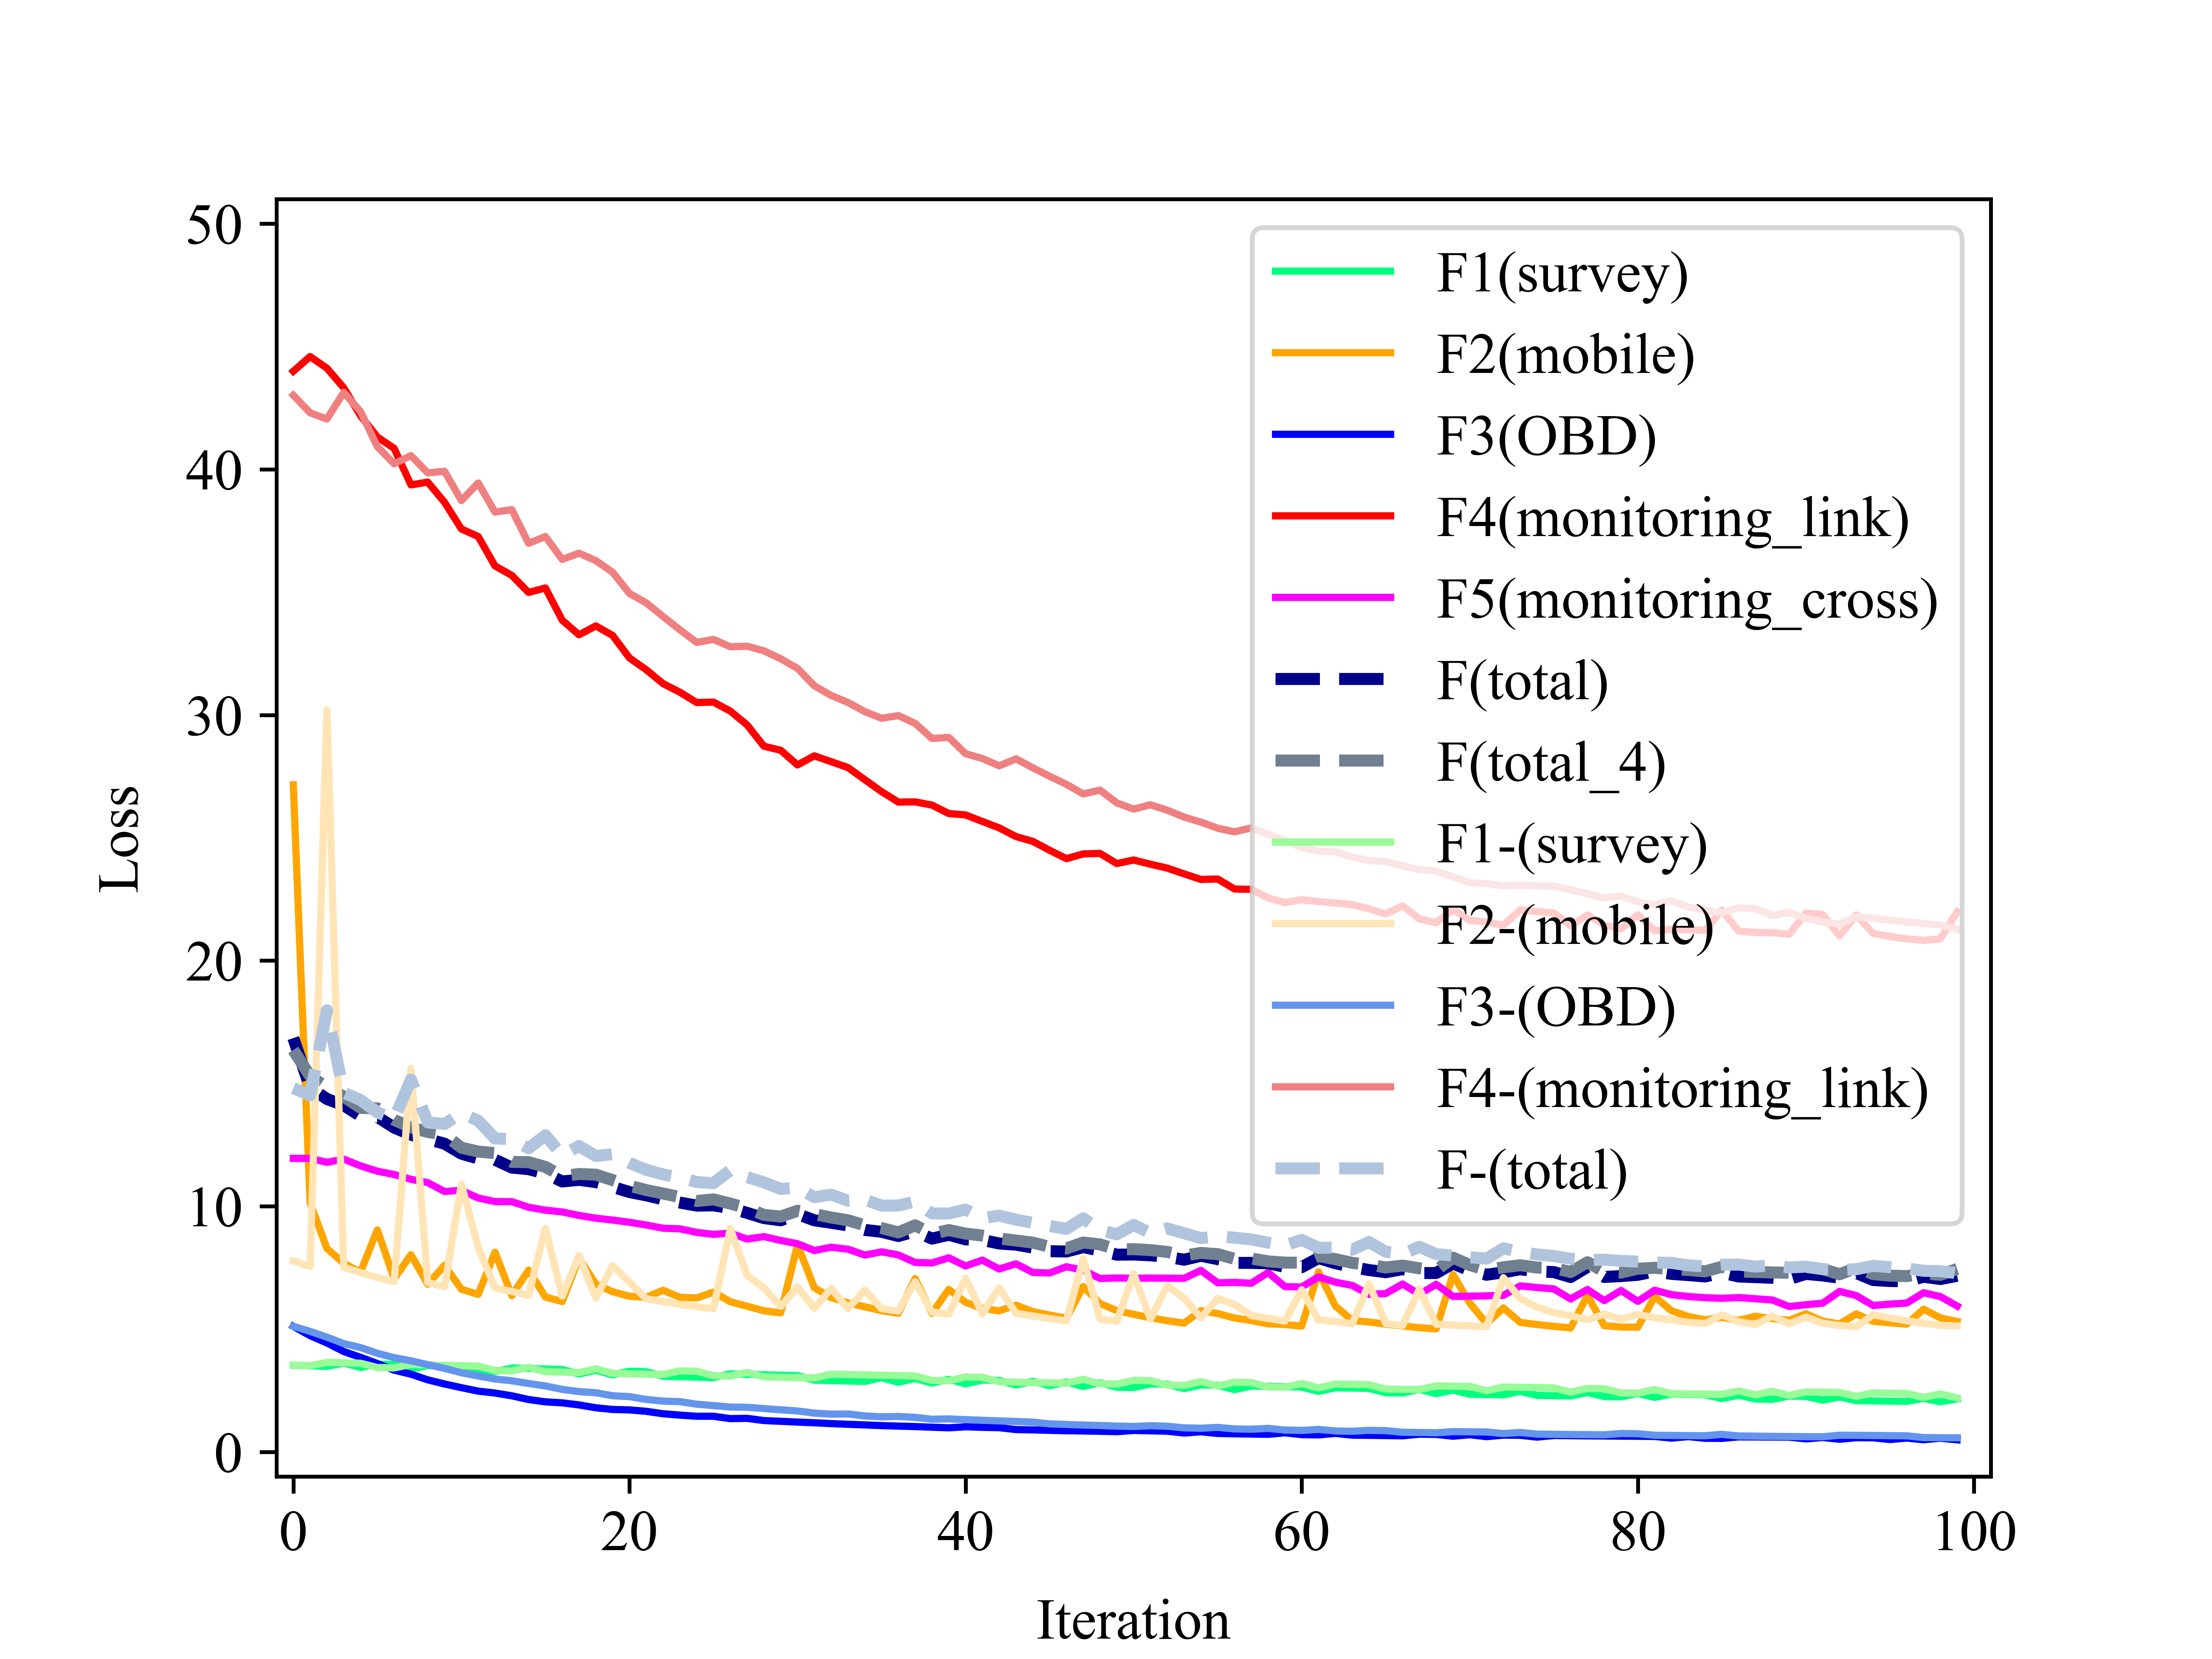 50
40
30
20
10
0
Loss
0 20 40 60 80 100
Iteration
F1(survey)
F2(mobile)
F3(OBD)
F4(monitoring_link)
F5(monitoring_cross)
F(total)
F(total_4)
F1-(survey)
F2-(mobile)
F3-(OBD)
F4-(monitoring_link)
F-(total)